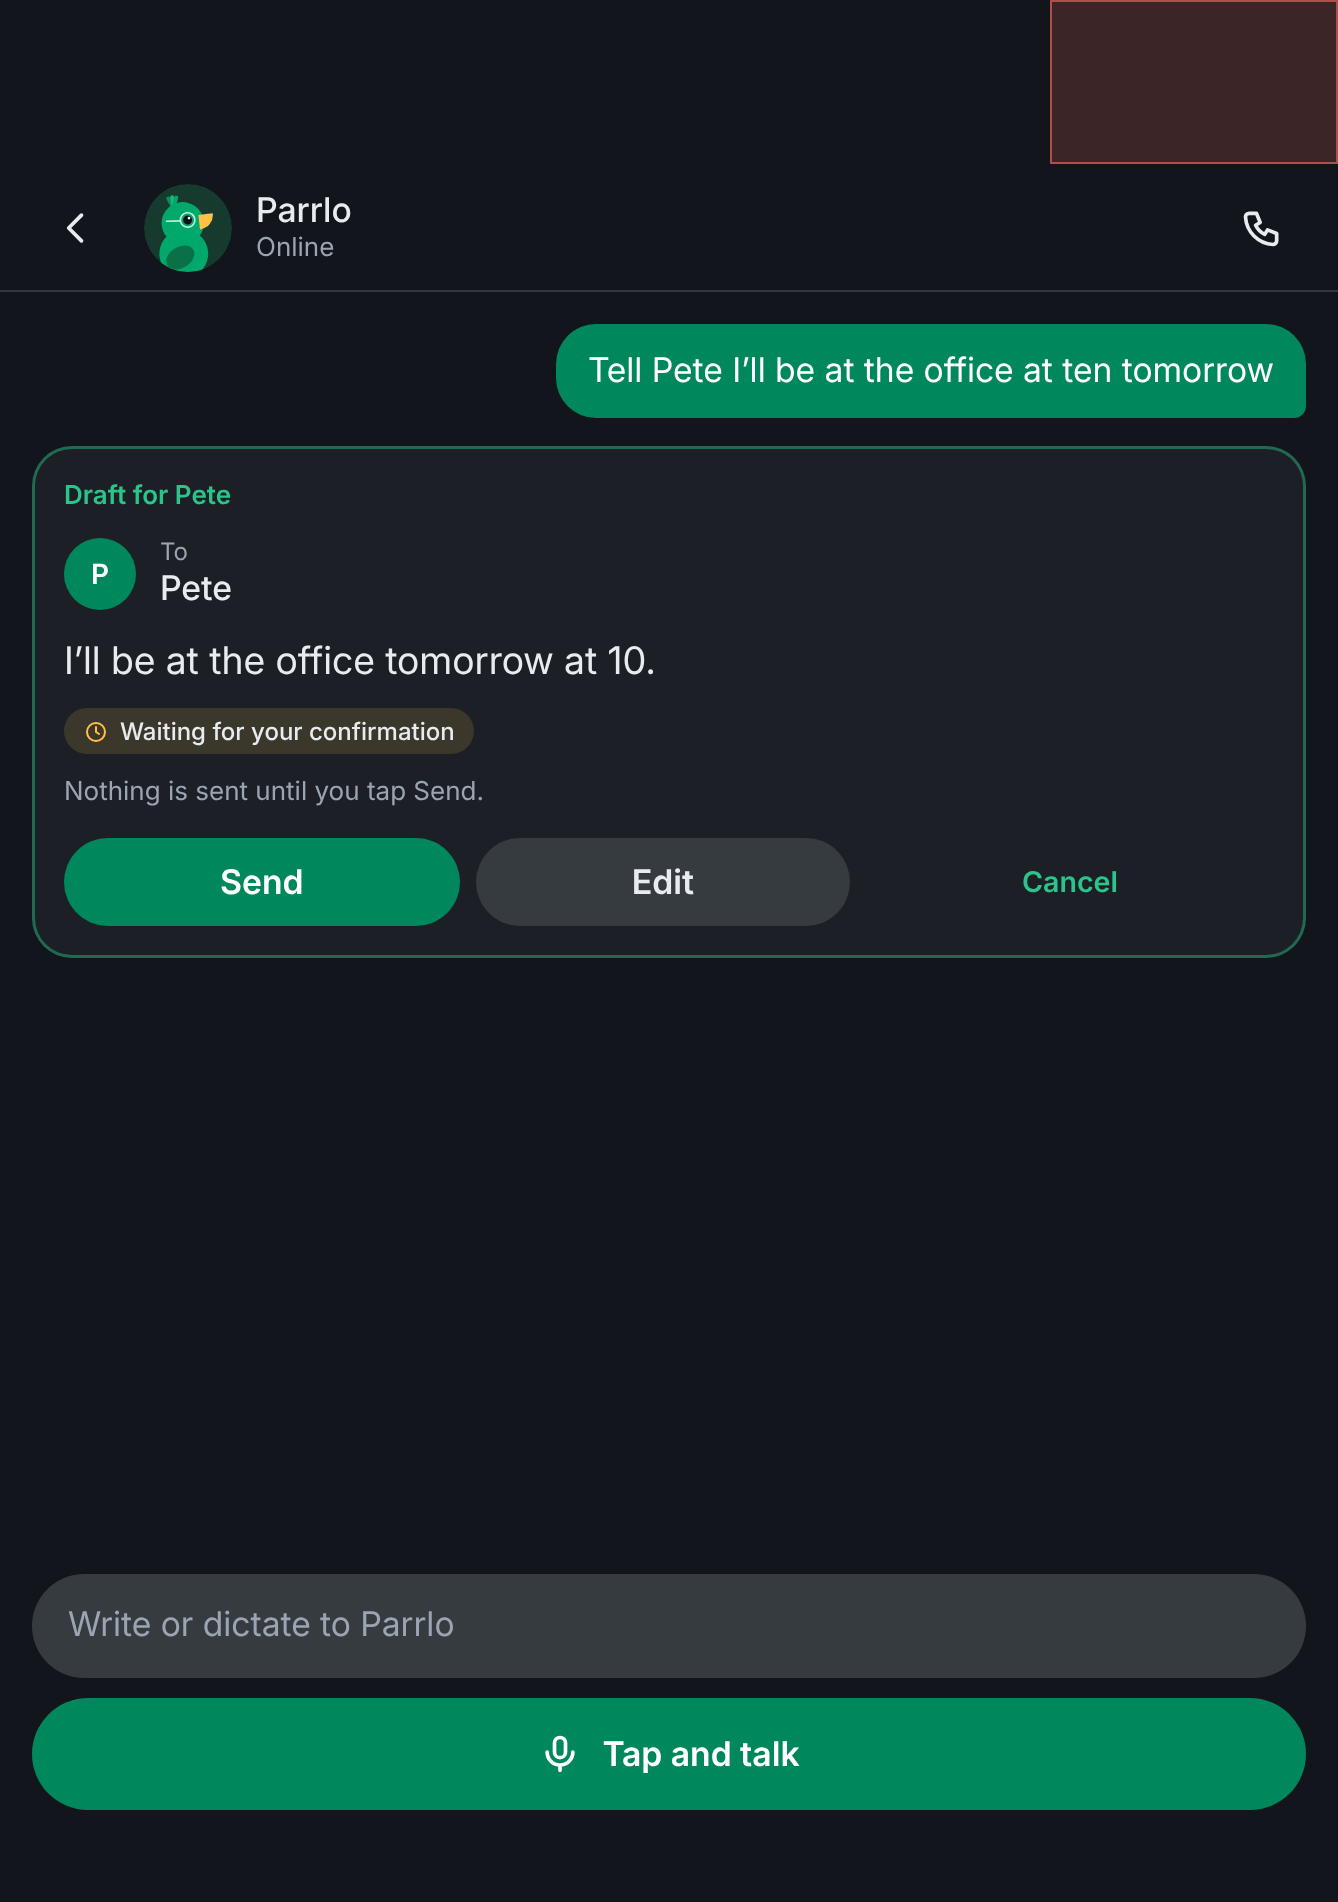 Parrlo
Online
Tell Pete I’ll be at the office at ten tomorrow
Draft for Pete
P
To
Pete
I’ll be at the office tomorrow at 10.
Waiting for your confirmation
Nothing is sent until you tap Send.
Send
Edit
Cancel
Write or dictate to Parrlo
Tap and talk